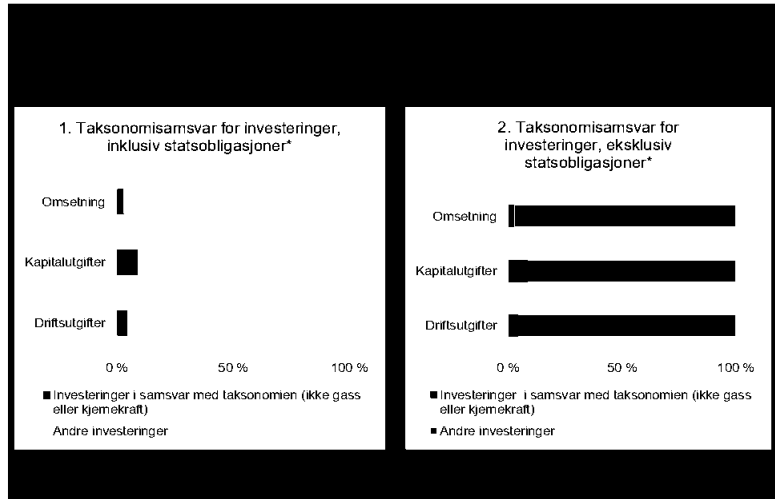 1. Taksonomisamsvar for investeringer,
inklusiv statsobligasjoner*
Omsetning
Kapitalutgifter
Driftsutgifter
0 %
50 %
100 %
Investeringer i samsvar med taksonomien (ikke gass
eller kjernekraft)
Andre investeringer
2. Taksonomisamsvar for
investeringer, eksklusiv
statsobligasjoner*
Omsetning
Kapitalutgifter
Driftsutgifter
0 %
50 %
100 %
Investeringer i samsvar med taksonomien (ikke gass
eller kjernekraft)
Andre investeringer